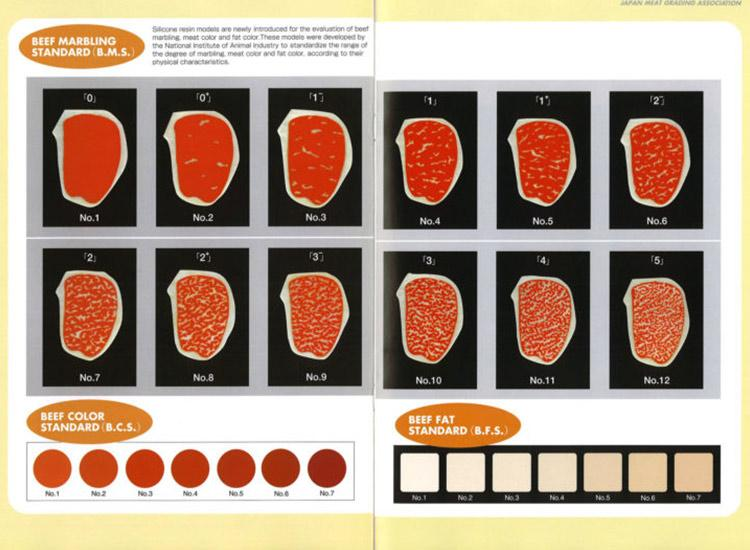 JAPAN MEAT GRADING ASSOCIATION
BEEF MARBLING
STANDARD (B.M.S.)
Silicone resin models are newly introduced for the evaluation of beef
marbling, meat color and fat color.These models were developed by
the National Institute of Animal Industry to standardize the range of
the degree of marbling, meat color and fat color, according to their
physical characteristics.
「0」 「0⁺」 「1⁻」 「1」 「1⁺」 「2⁻」
No.1 No.2 No.3 No.4 No.5 No.6
「2」 「2⁺」 「3⁻」 「3」 「4」 「5」
No.7 No.8 No.9 No.10 No.11 No.12
BEEF COLOR
STANDARD (B.C.S.)
No.1 No.2 No.3 No.4 No.5 No.6 No.7
BEEF FAT
STANDARD (B.F.S.)
No.1 No.2 No.3 No.4 No.5 No.6 No.7